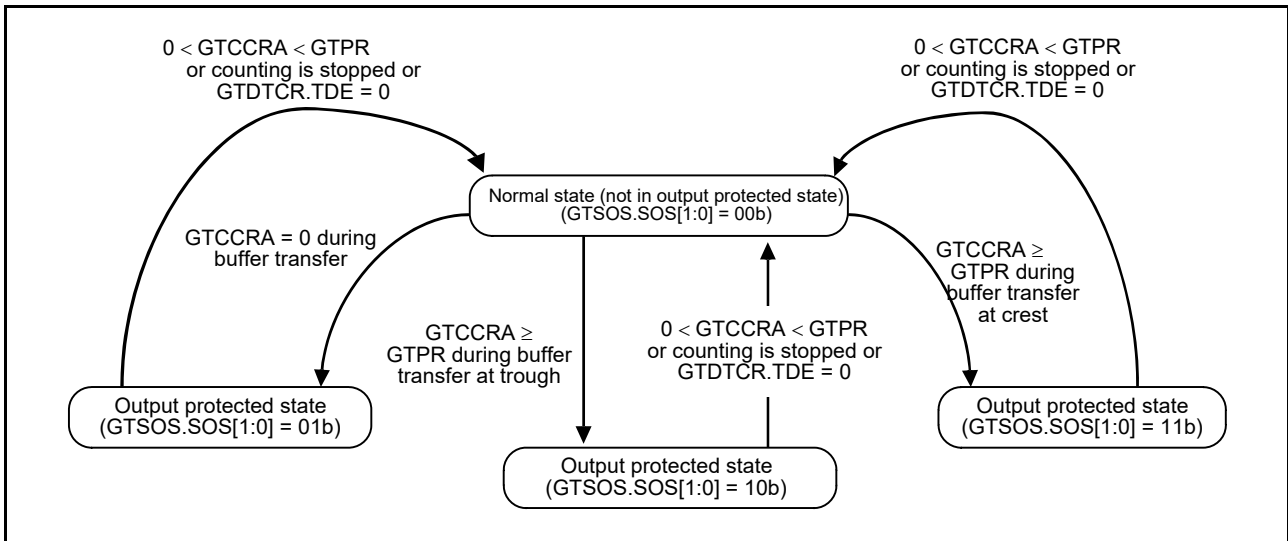 0 < GTCCRA < GTPR
or counting is stopped or
GTDTCR.TDE = 0
0 < GTCCRA < GTPR
or counting is stopped or
GTDTCR.TDE = 0
Normal state (not in output protected state)
(GTSOS.SOS[1:0] = 00b)
GTCCRA = 0 during
buffer transfer
GTCCRA ≥
GTPR during buffer
transfer at trough
0 < GTCCRA < GTPR
or counting is stopped or
GTDTCR.TDE = 0
GTCCRA ≥
GTPR during
buffer transfer
at crest
Output protected state
(GTSOS.SOS[1:0] = 01b)
Output protected state
(GTSOS.SOS[1:0] = 10b)
Output protected state
(GTSOS.SOS[1:0] = 11b)